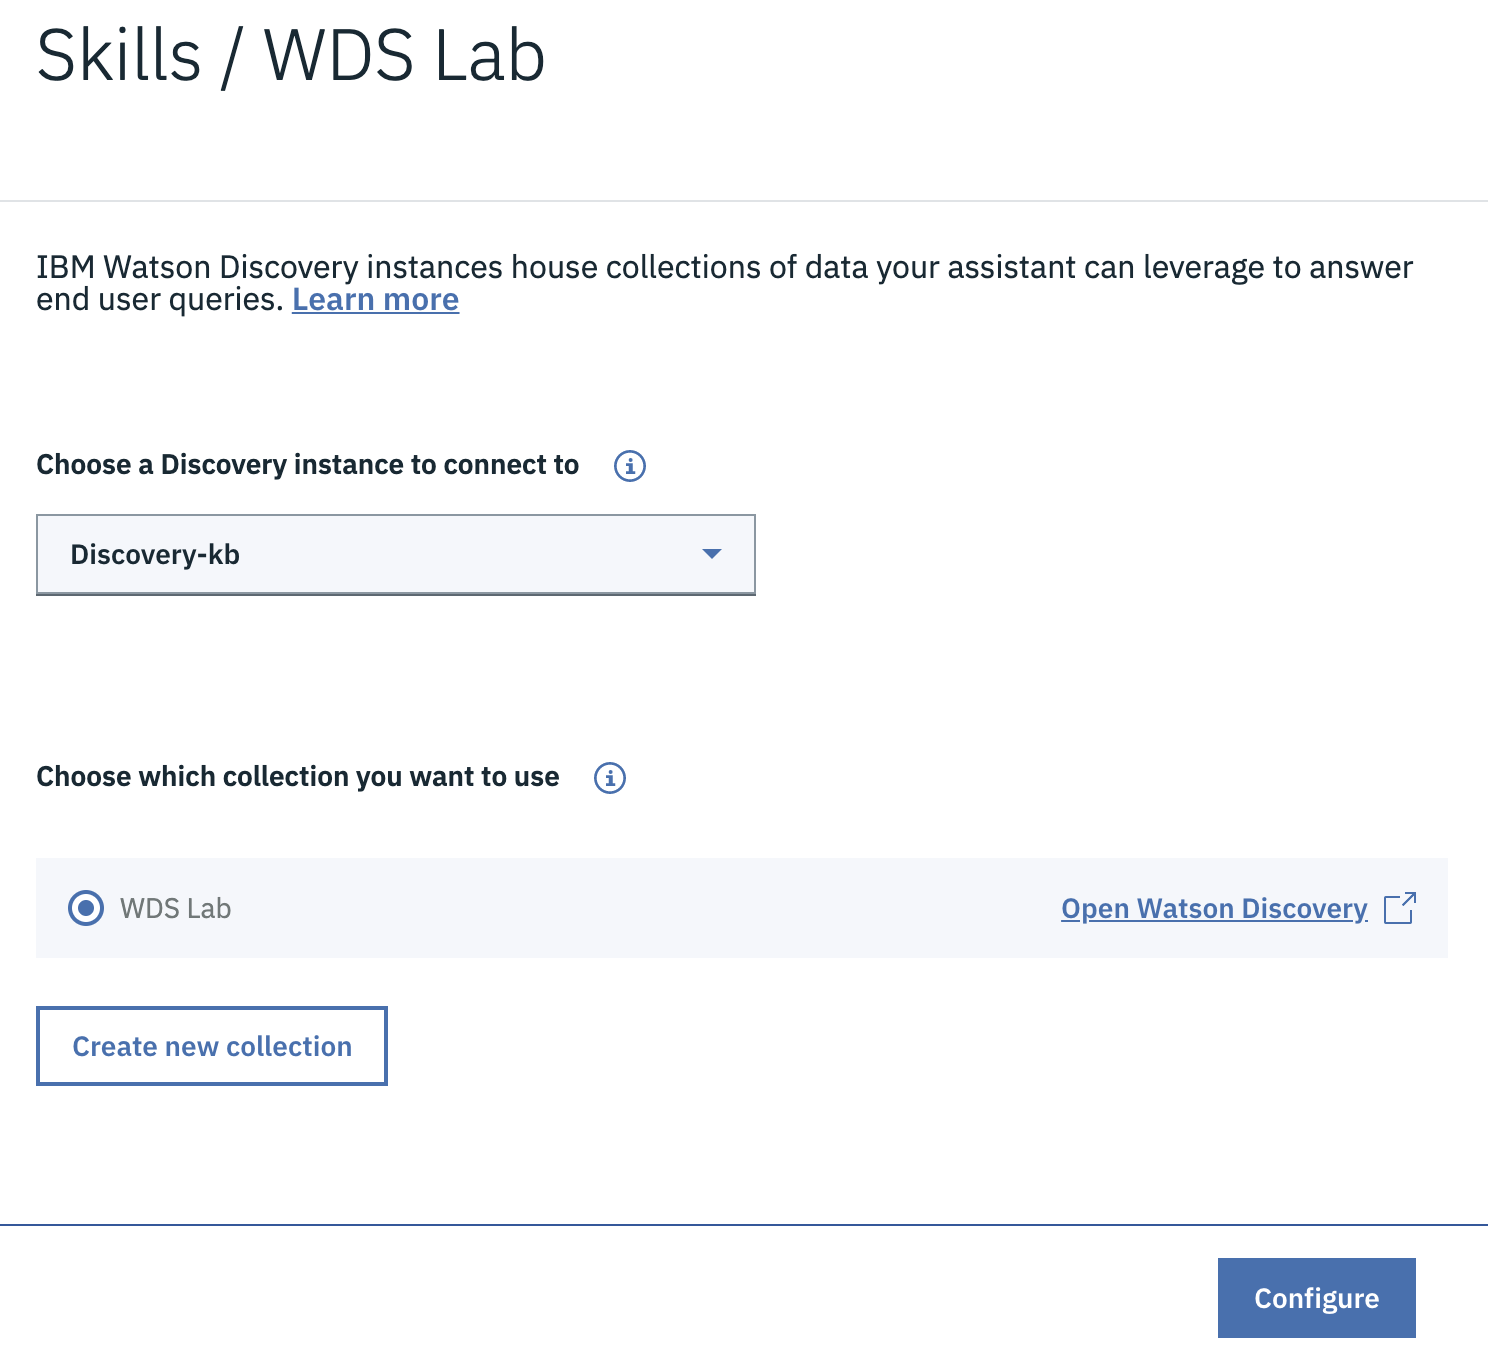 Skills / WDS Lab
IBM Watson Discovery instances house collections of data your assistant can leverage to answer
end user queries. Learn more
Choose a Discovery instance to connect to
Discovery-kb
Choose which collection you want to use
WDS Lab
Open Watson Discovery
Create new collection
Configure